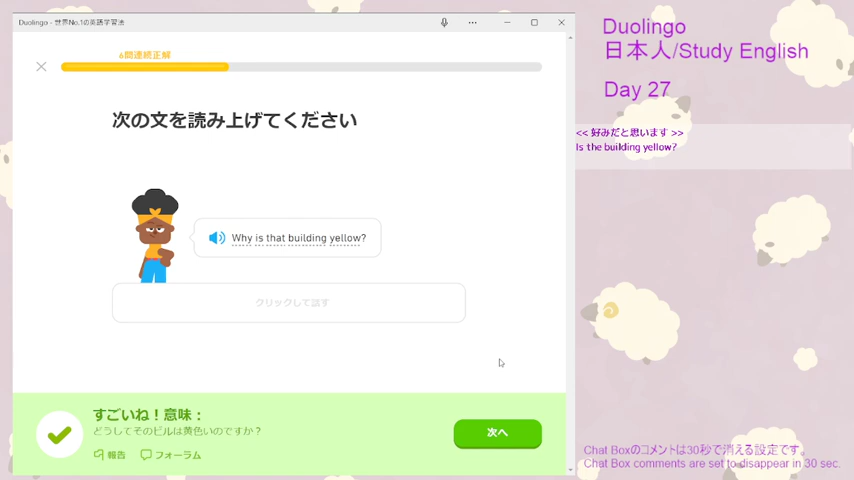 Duolingo - 世界No.1の英語学習法
6問連続正解
次の文を読み上げてください
Why is that building yellow?
クリックして話す
すごいね！意味：
どうしてそのビルは黄色いのですか？
報告
フォーラム
次へ
Duolingo
日本人/Study English
Day 27
<< 好みだと思います >>
Is the building yellow?
Chat Boxのコメントは30秒で消える設定です
Chat Box comments are set to disappear in 30 sec.